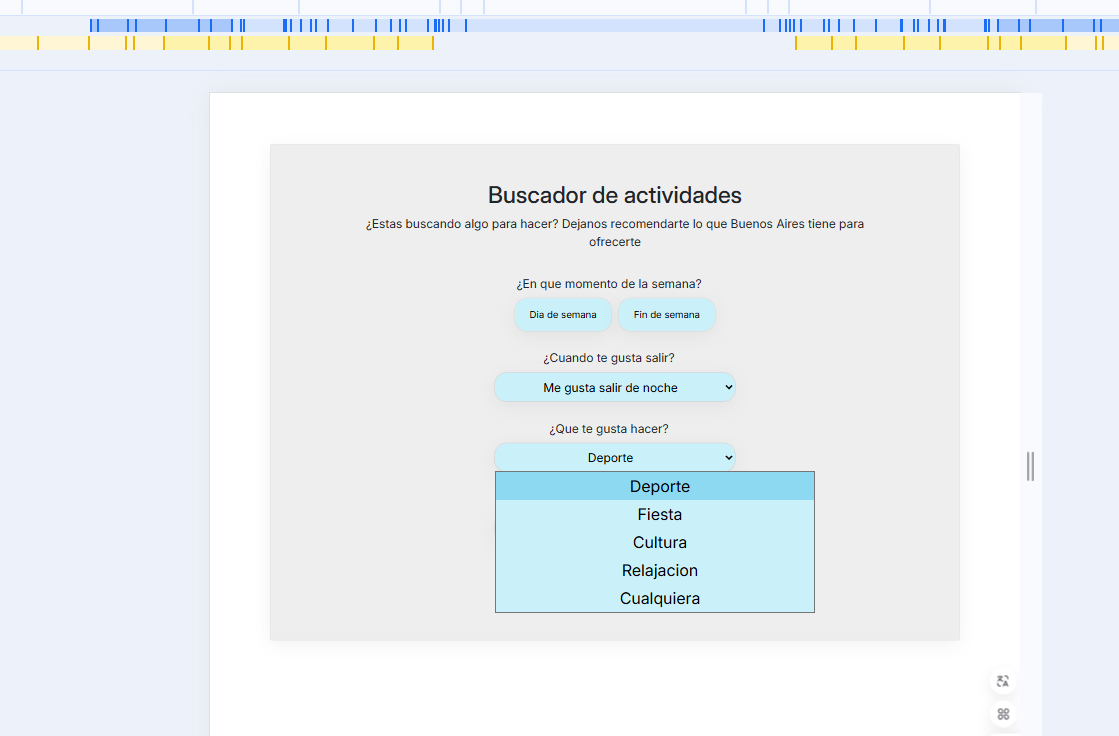 Buscador de actividades
¿Estas buscando algo para hacer? Dejanos recomendarte lo que Buenos Aires tiene para
ofrecerte
¿En que momento de la semana?
Dia de semana
Fin de semana
¿Cuando te gusta salir?
Me gusta salir de noche
¿Que te gusta hacer?
Deporte
Deporte
Fiesta
Cultura
Relajacion
Cualquiera